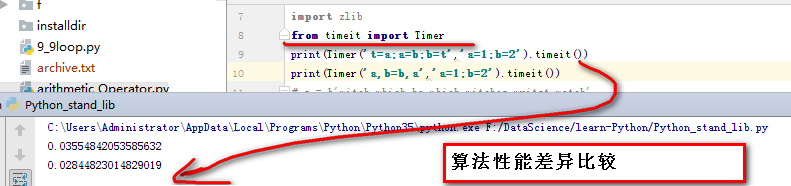 f
installdir
9_9loop.py
archive.txt
arithmetic Operator.py
7 import zlib
8 from timeit import Timer
9 print(Timer('t=a;a=b;b=t','a=1;b=2').timeit())
10 print(Timer('a,b=b,a','a=1;b=2').timeit())
Python_stand_lib
C:\Users\Administrator\AppData\Local\Programs\Python\Python35\python.exe F:/DataScience/learn-Python/Python_stand_lib.py
0.03554842053585632
0.02844823014829019
算法性能差异比较